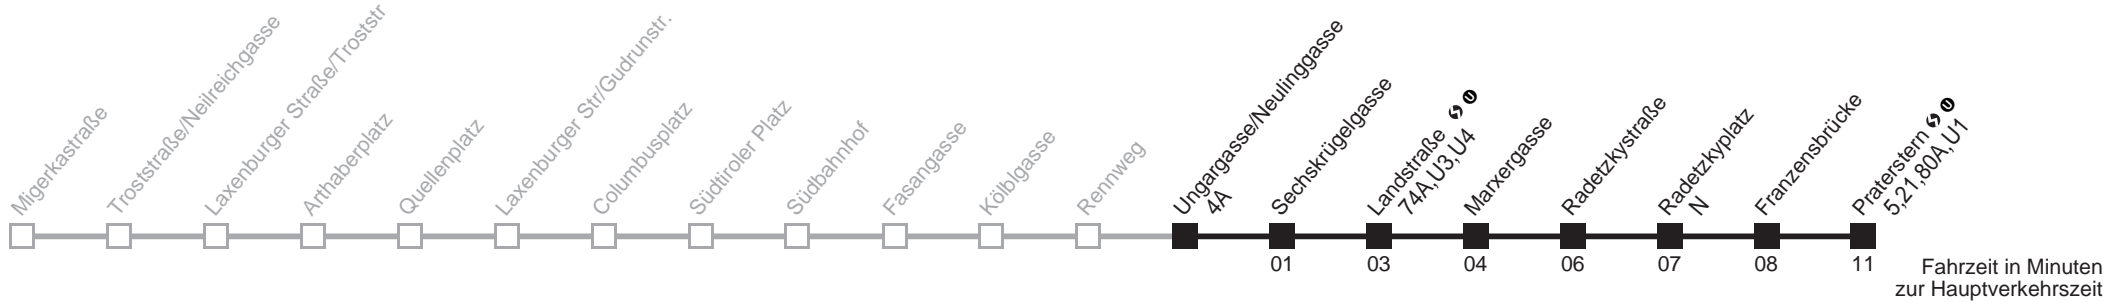 Migerkastraße
Troststraße/Neilreichgasse
Laxenburger Straße/Troststr
Arthaberplatz
Quellenplatz
Laxenburger Str/Gudrunstr.
Columbusplatz
Südtiroler Platz
Südbahnhof
Fasangasse
Kölblgasse
Rennweg
Ungargasse/Neulinggasse
4A
Sechskrügelgasse
Landstraße S U
74A,U3,U4
Marxergasse
Radetzkystraße
Radetzkyplatz
N
Franzensbrücke
Praterstern S U
5,21,80A,U1
01 03 04 06 07 08 11
Fahrzeit in Minuten
zur Hauptverkehrszeit